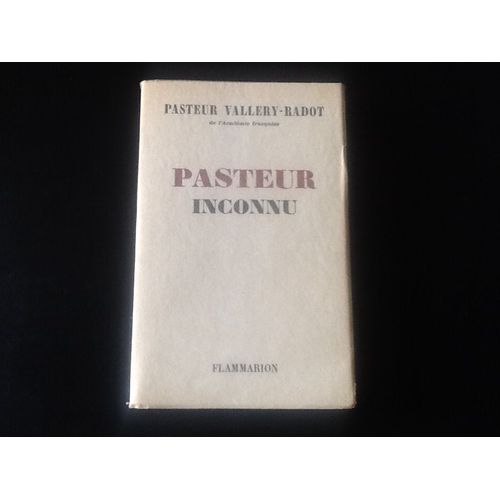 PASTEUR VALLERY-RADOT
de l'Académie française
PASTEUR
INCONNU
FLAMMARION